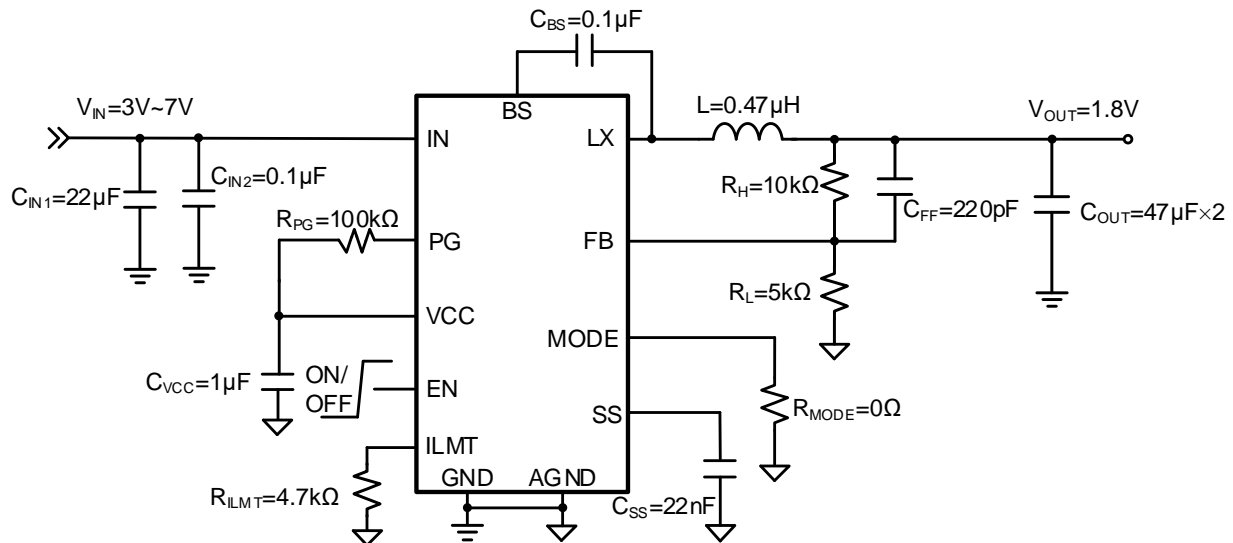 C_BS=0.1µF
V_IN=3V~7V
BS
L=0.47µH
V_OUT=1.8V
IN
LX
C_IN1=22µF
C_IN2=0.1µF
R_H=10kΩ
C_FF=220pF
C_OUT=47µF×2
R_PG=100kΩ
PG
FB
R_L=5kΩ
VCC
MODE
C_VCC=1µF
ON/
OFF
EN
R_MODE=0Ω
SS
ILMT
GND
AGND
R_ILMT=4.7kΩ
C_SS=22nF